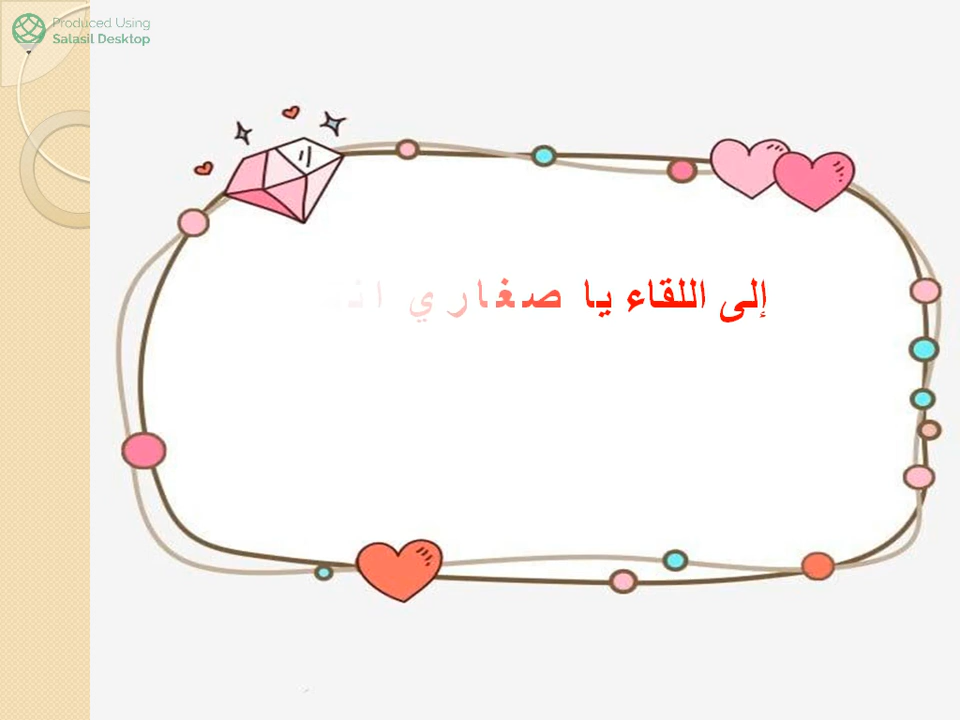 Produced Using
Salasil Desktop
إلى اللقاء يا صغاري